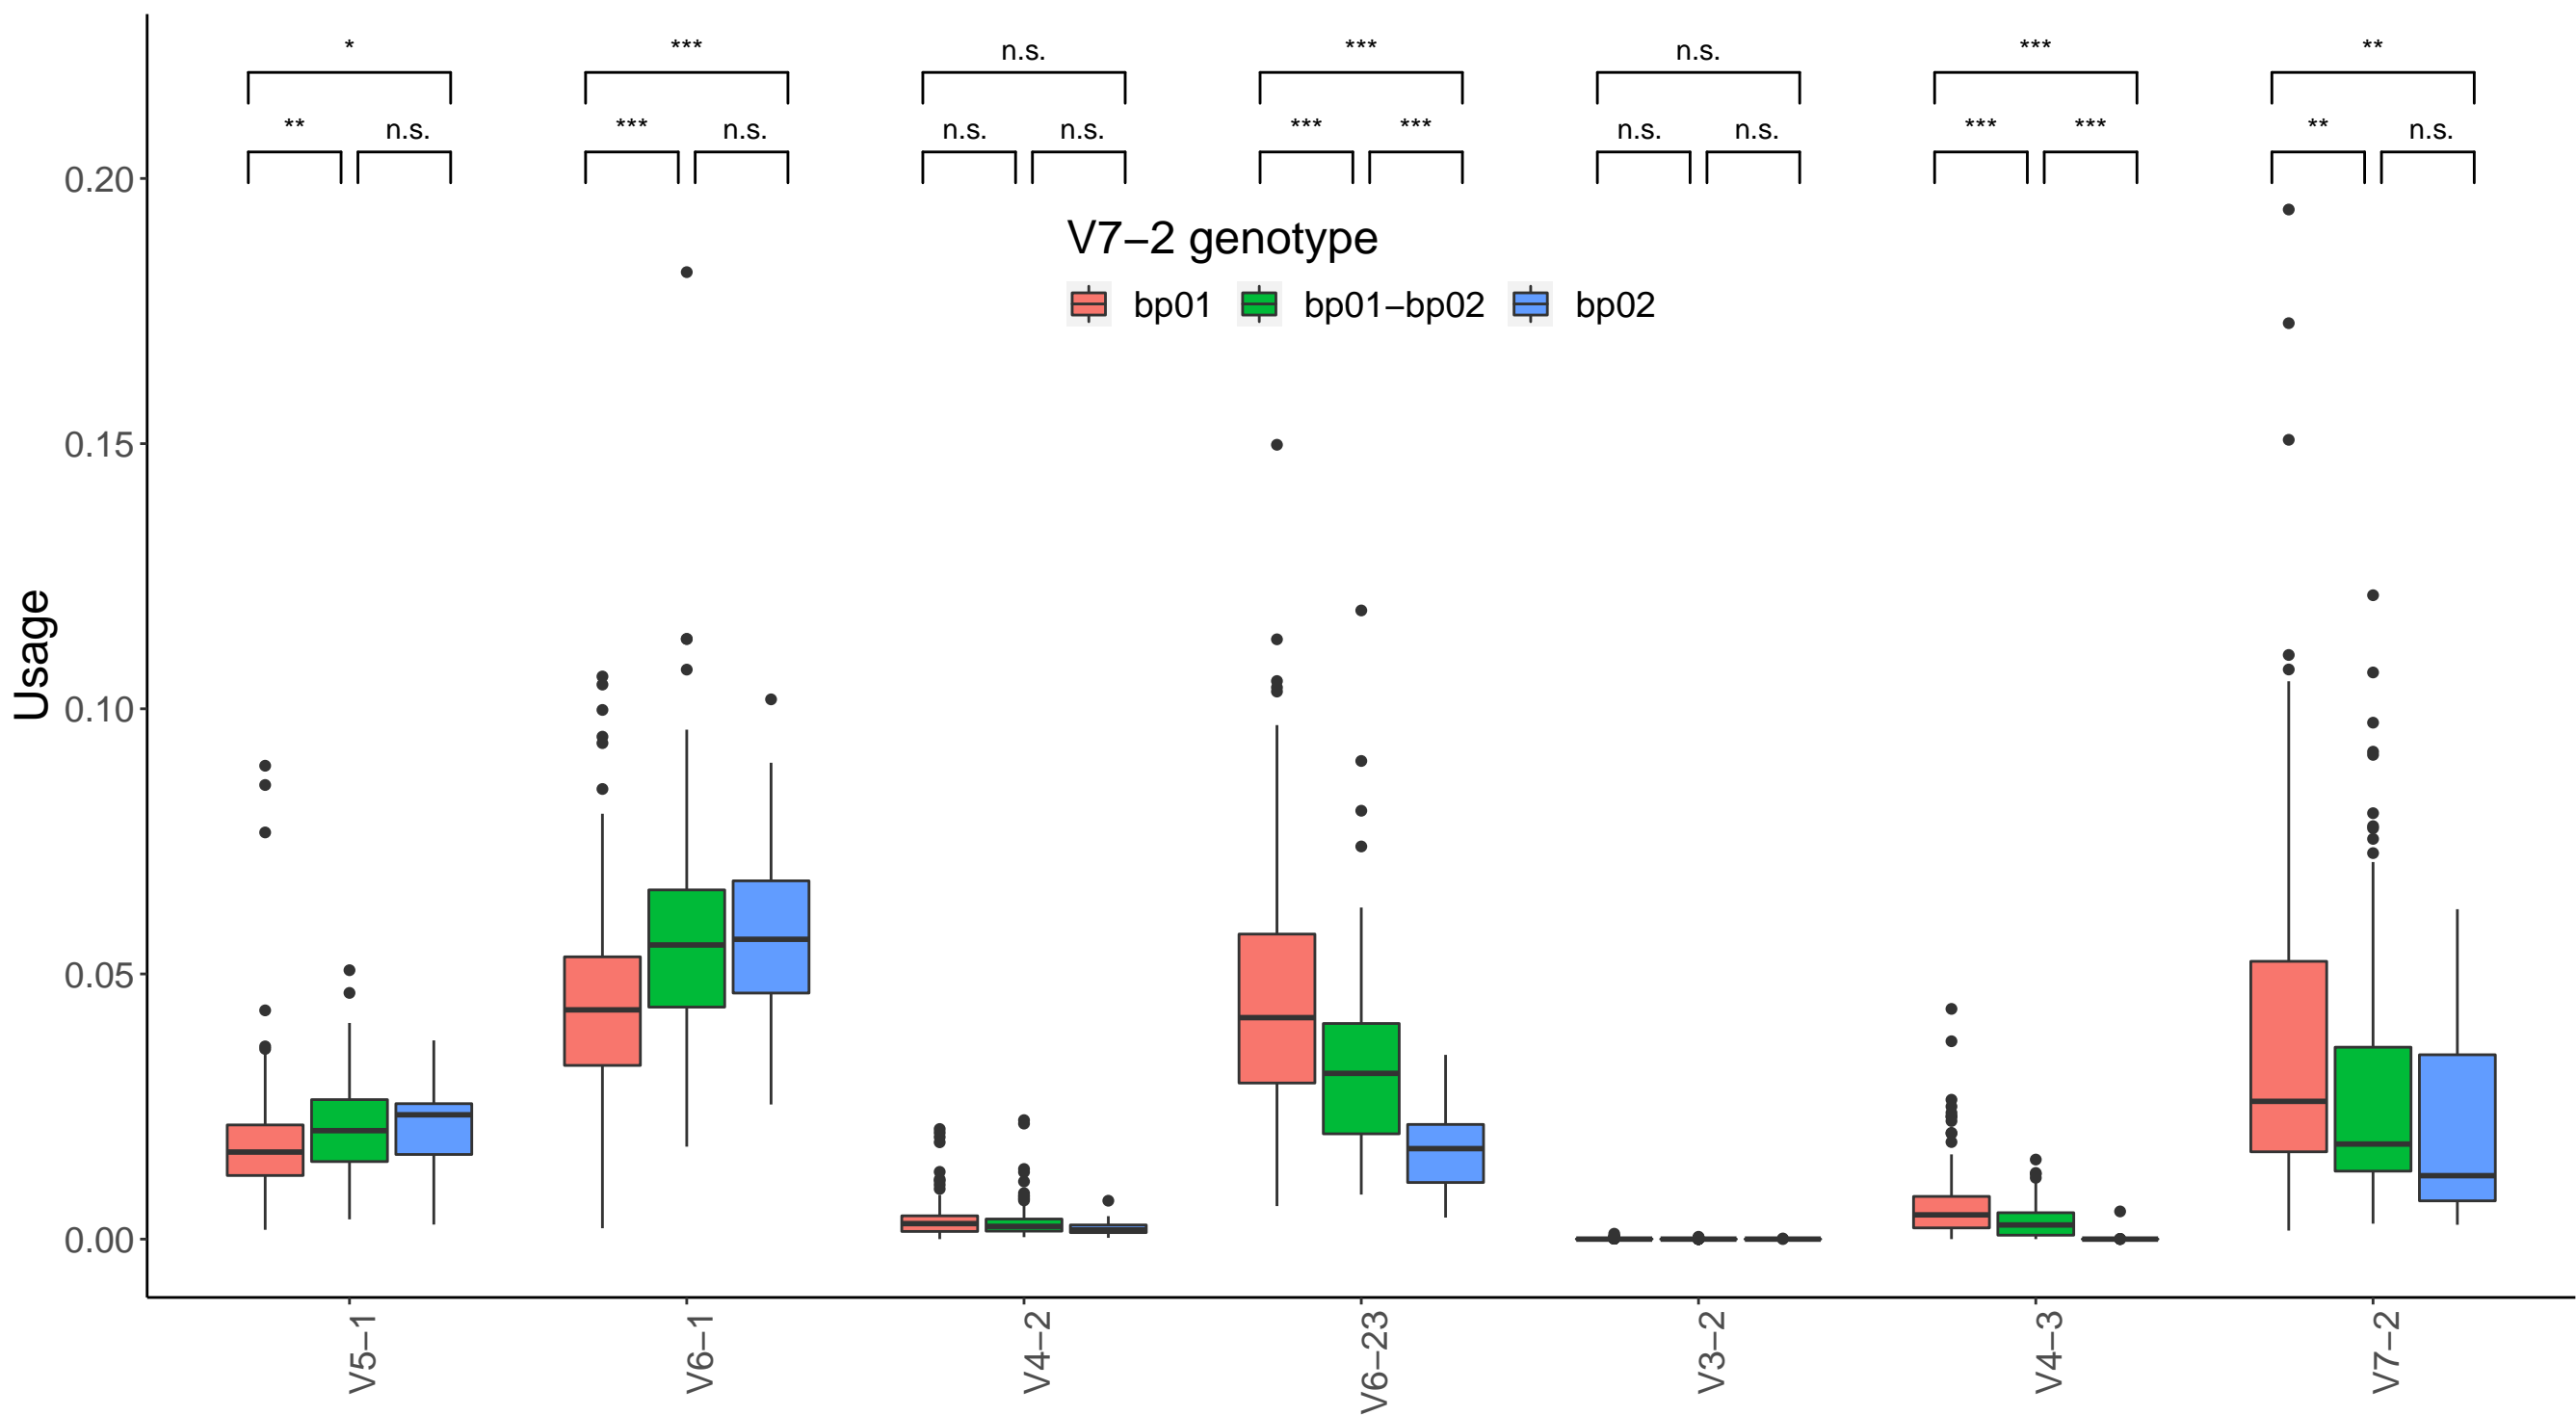 * *** n.s. *** n.s. *** **
** n.s. *** n.s. n.s. n.s. *** *** n.s. n.s. *** *** ** n.s.
V7−2 genotype
bp01 bp01−bp02 bp02
Usage
0.20
0.15
0.10
0.05
0.00
V5−1
V6−1
V4−2
V6−23
V3−2
V4−3
V7−2